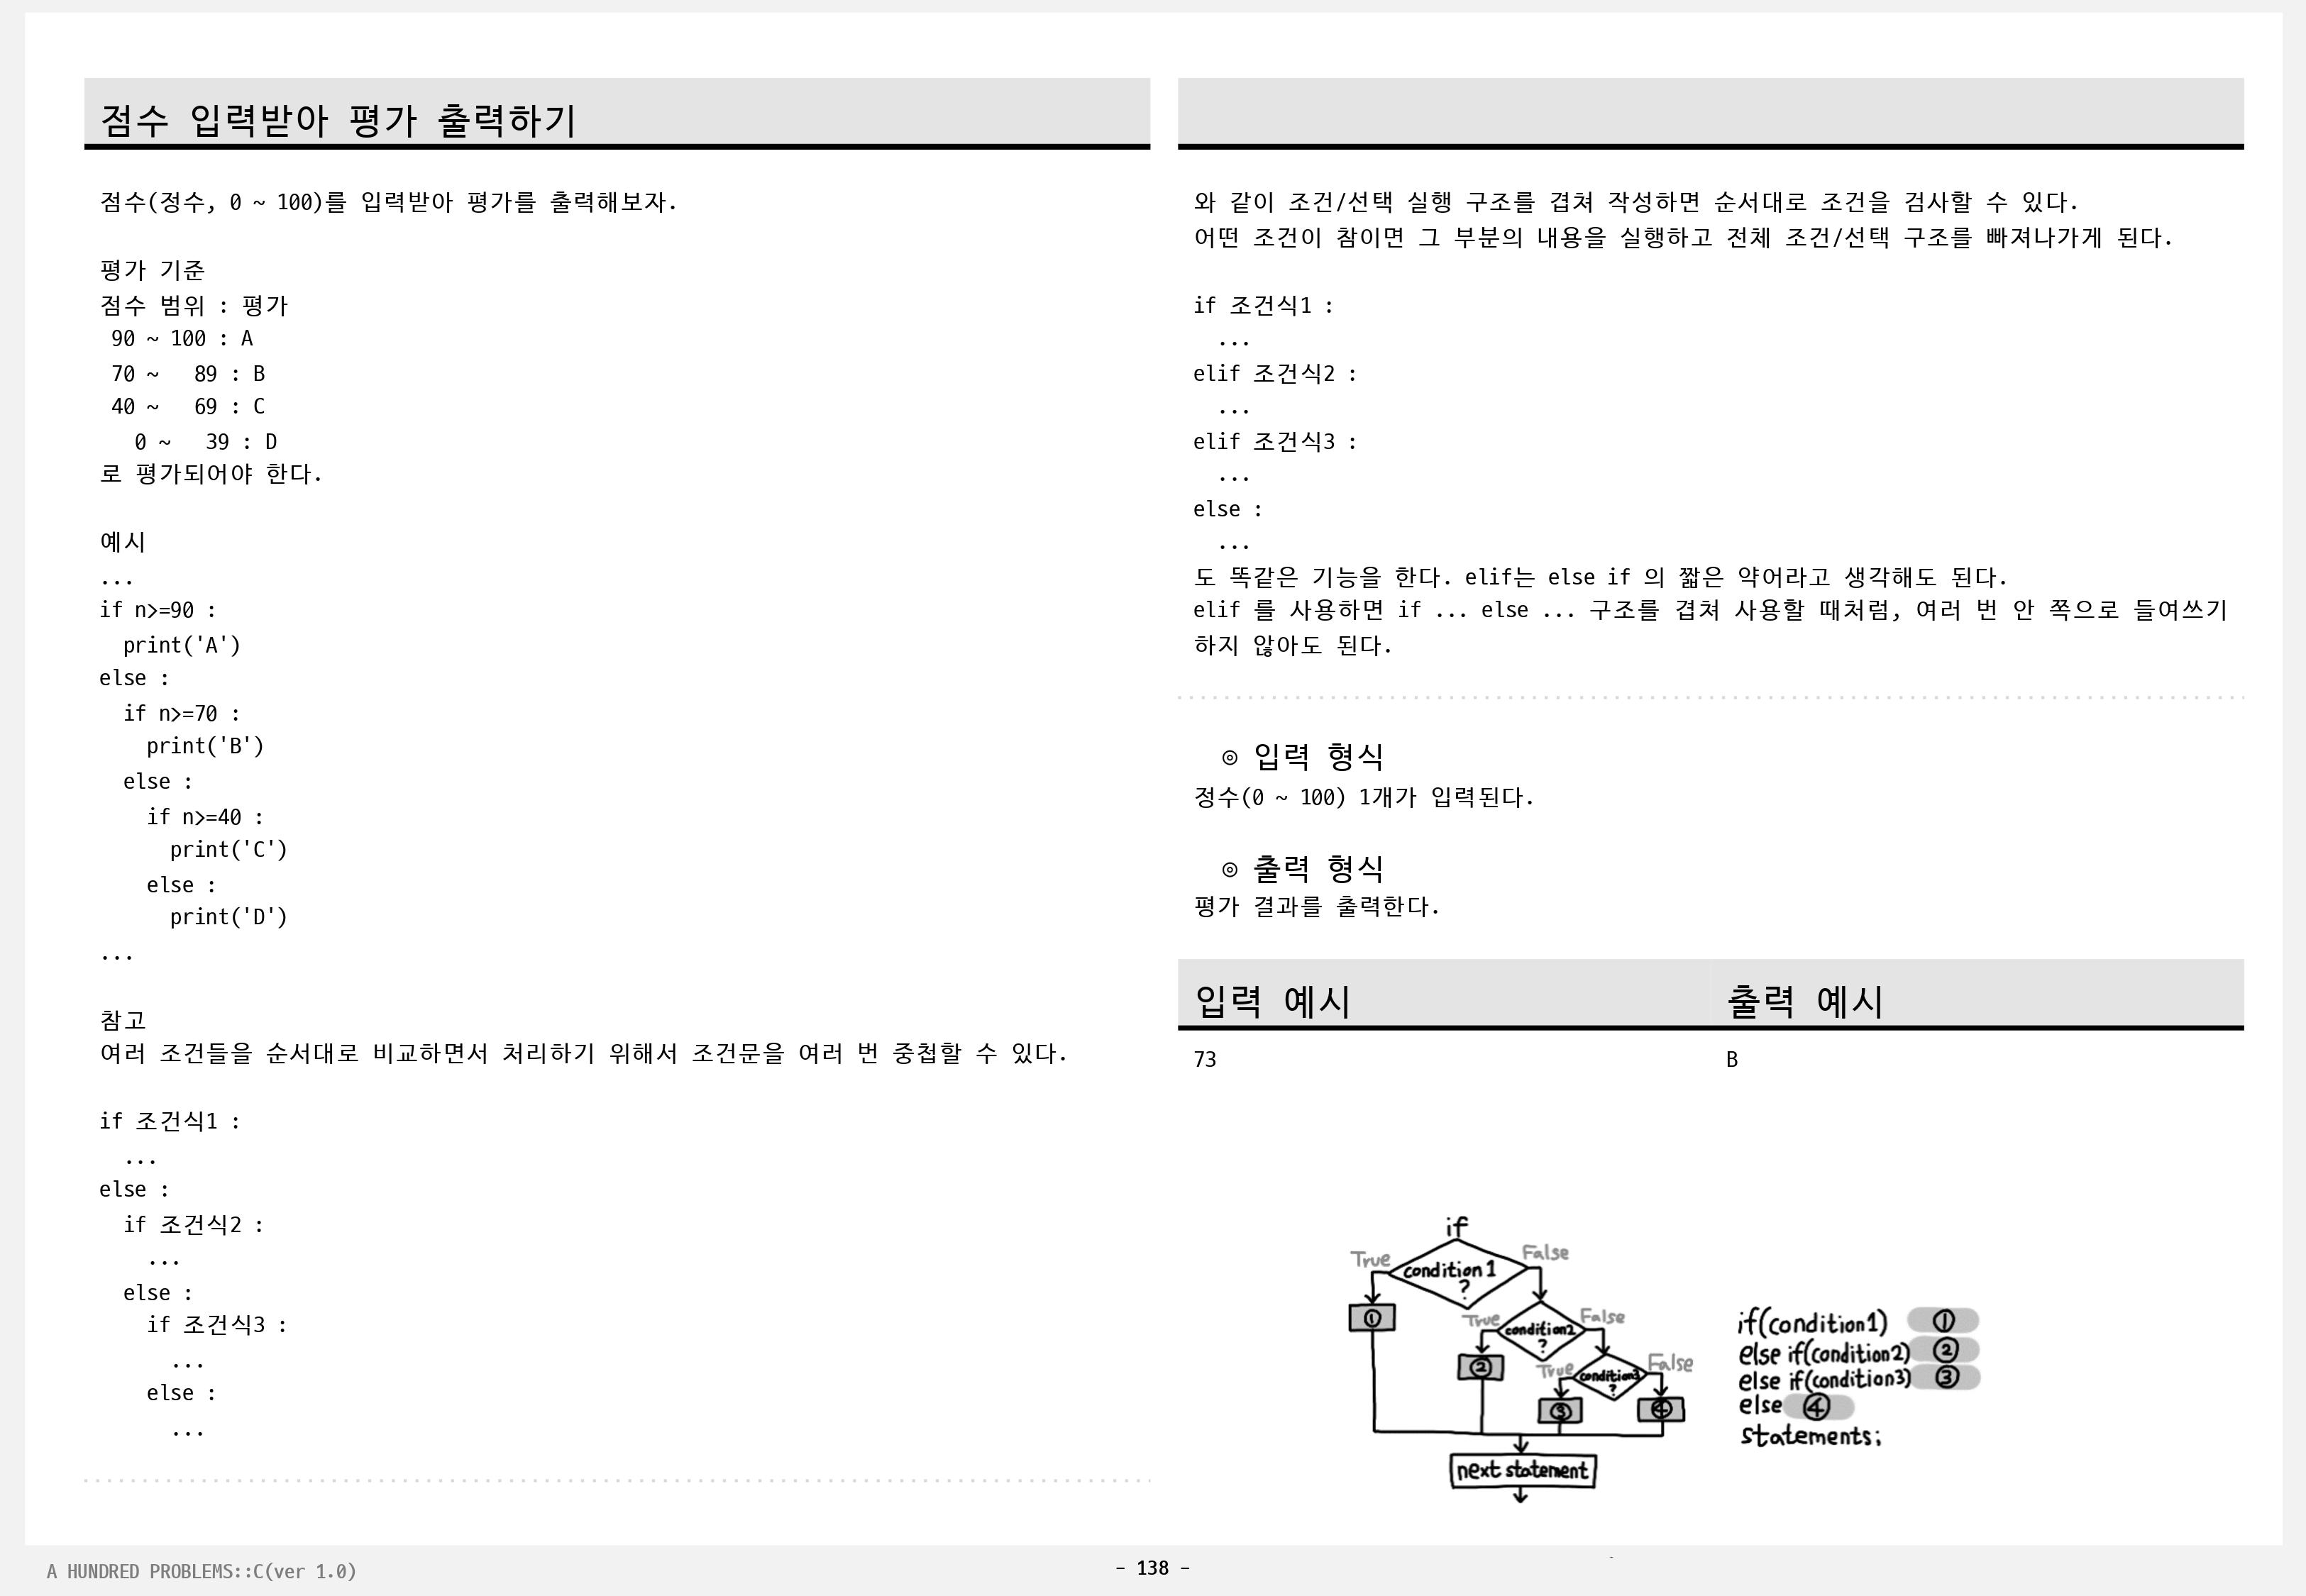 점수 입력받아 평가 출력하기
점수(정수, 0 ~ 100)를 입력받아 평가를 출력해보자.
평가 기준
점수 범위 : 평가
90 ~ 100 : A
70 ~   89 : B
40 ~   69 : C
0 ~   39 : D
로 평가되어야 한다.
예시
...
if n>=90 :
  print('A')
else :
  if n>=70 :
    print('B')
  else :
    if n>=40 :
      print('C')
    else :
      print('D')
...
참고
여러 조건들을 순서대로 비교하면서 처리하기 위해서 조건문을 여러 번 중첩할 수 있다.
if 조건식1 :
  ...
else :
  if 조건식2 :
    ...
  else :
    if 조건식3 :
      ...
    else :
      ...
와 같이 조건/선택 실행 구조를 겹쳐 작성하면 순서대로 조건을 검사할 수 있다.
어떤 조건이 참이면 그 부분의 내용을 실행하고 전체 조건/선택 구조를 빠져나가게 된다.
if 조건식1 :
  ...
elif 조건식2 :
  ...
elif 조건식3 :
  ...
else :
  ...
도 똑같은 기능을 한다. elif는 else if 의 짧은 약어라고 생각해도 된다.
elif 를 사용하면 if ... else ... 구조를 겹쳐 사용할 때처럼, 여러 번 안 쪽으로 들여쓰기
하지 않아도 된다.
◎ 입력 형식
정수(0 ~ 100) 1개가 입력된다.
◎ 출력 형식
평가 결과를 출력한다.
입력 예시 출력 예시
73 B
if
True False
condition 1
?
①
True False
condition2
?
②
True False
condition3
?
③ ④
next statement
if(condition1) ①
else if(condition2) ②
else if(condition3) ③
else ④
statements;
A HUNDRED PROBLEMS::C(ver 1.0)
- 138 -